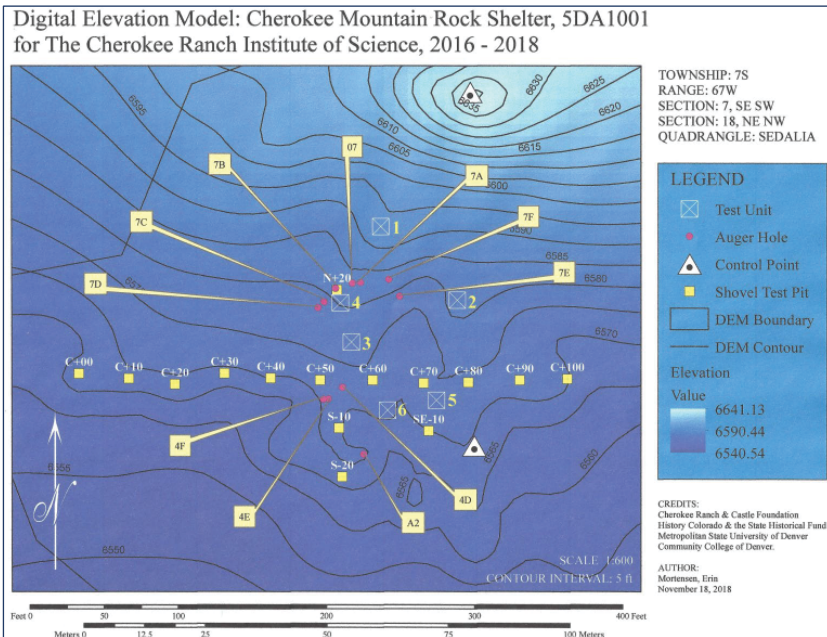 Digital Elevation Model: Cherokee Mountain Rock Shelter, 5DA1001
for The Cherokee Ranch Institute of Science, 2016 - 2018
TOWNSHIP: 7S
RANGE: 67W
SECTION: 7, SE SW
SECTION: 18, NE NW
QUADRANGLE: SEDALIA
LEGEND
Test Unit
Auger Hole
Control Point
Shovel Test Pit
DEM Boundary
DEM Contour
Elevation
Value
6641.13
6590.44
6540.54
CREDITS:
Cherokee Ranch & Castle Foundation
History Colorado & the State Historical Fund
Metropolitan State University of Denver
Community College of Denver.
AUTHOR:
Mortensen, Erin
November 18, 2018
6595
6610
6605
6600
6590
6585
6580
6630
6625
6620
6615
6635
6570
6570
6565
6565
6560
6555
6550
07
7B
7A
7C
7F
7D
7E
N+20
1
2
3
4
5
6
C+00
C+10
C+20
C+30
C+40
C+50
C+60
C+70
C+80
C+90
C+100
S-10
SE-10
S-20
4F
4E
4D
A2
N
SCALE 1:600
CONTOUR INTERVAL: 5 ft
Feet 0 50 100 200 300 400 Feet
Meters 0 12.5 25 50 75 100 Meters